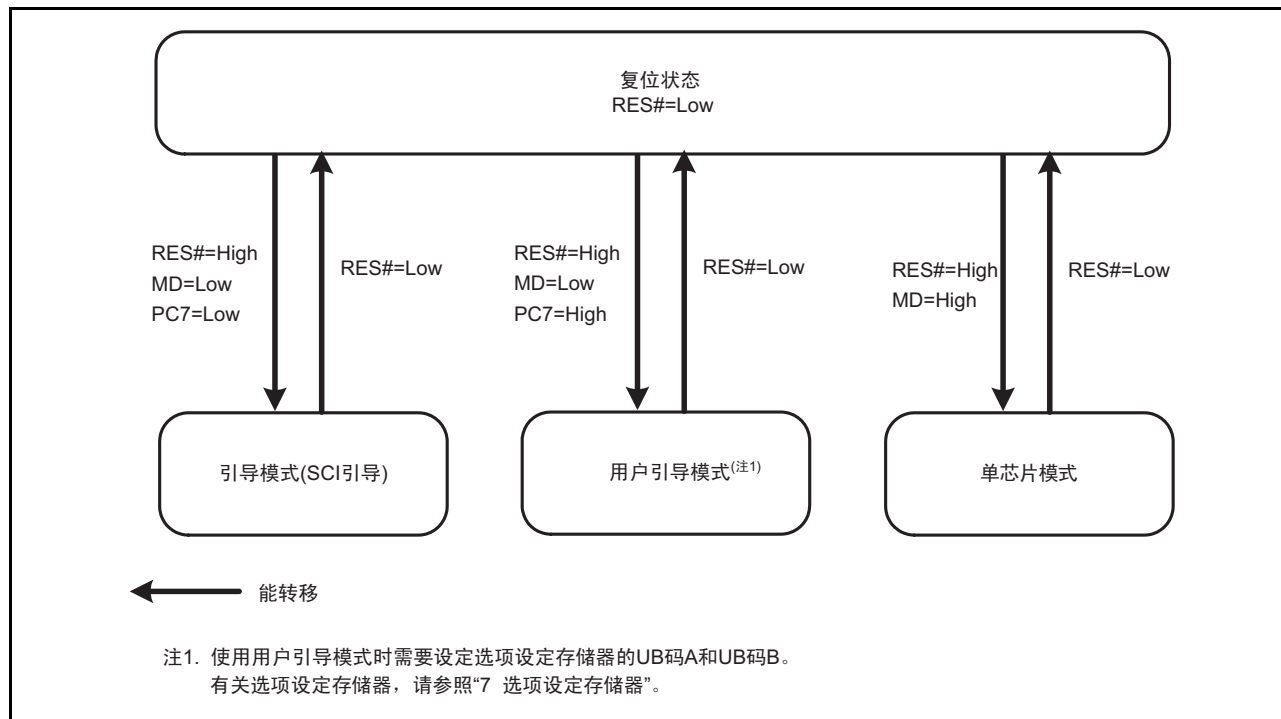 复位状态
RES#=Low
RES#=High
MD=Low
PC7=Low
RES#=Low
RES#=High
MD=Low
PC7=High
RES#=Low
RES#=High
MD=High
RES#=Low
引导模式(SCI引导)
用户引导模式(注1)
单芯片模式
能转移
注1. 使用用户引导模式时需要设定选项设定存储器的UB码A和UB码B。
有关选项设定存储器，请参照“7 选项设定存储器”。